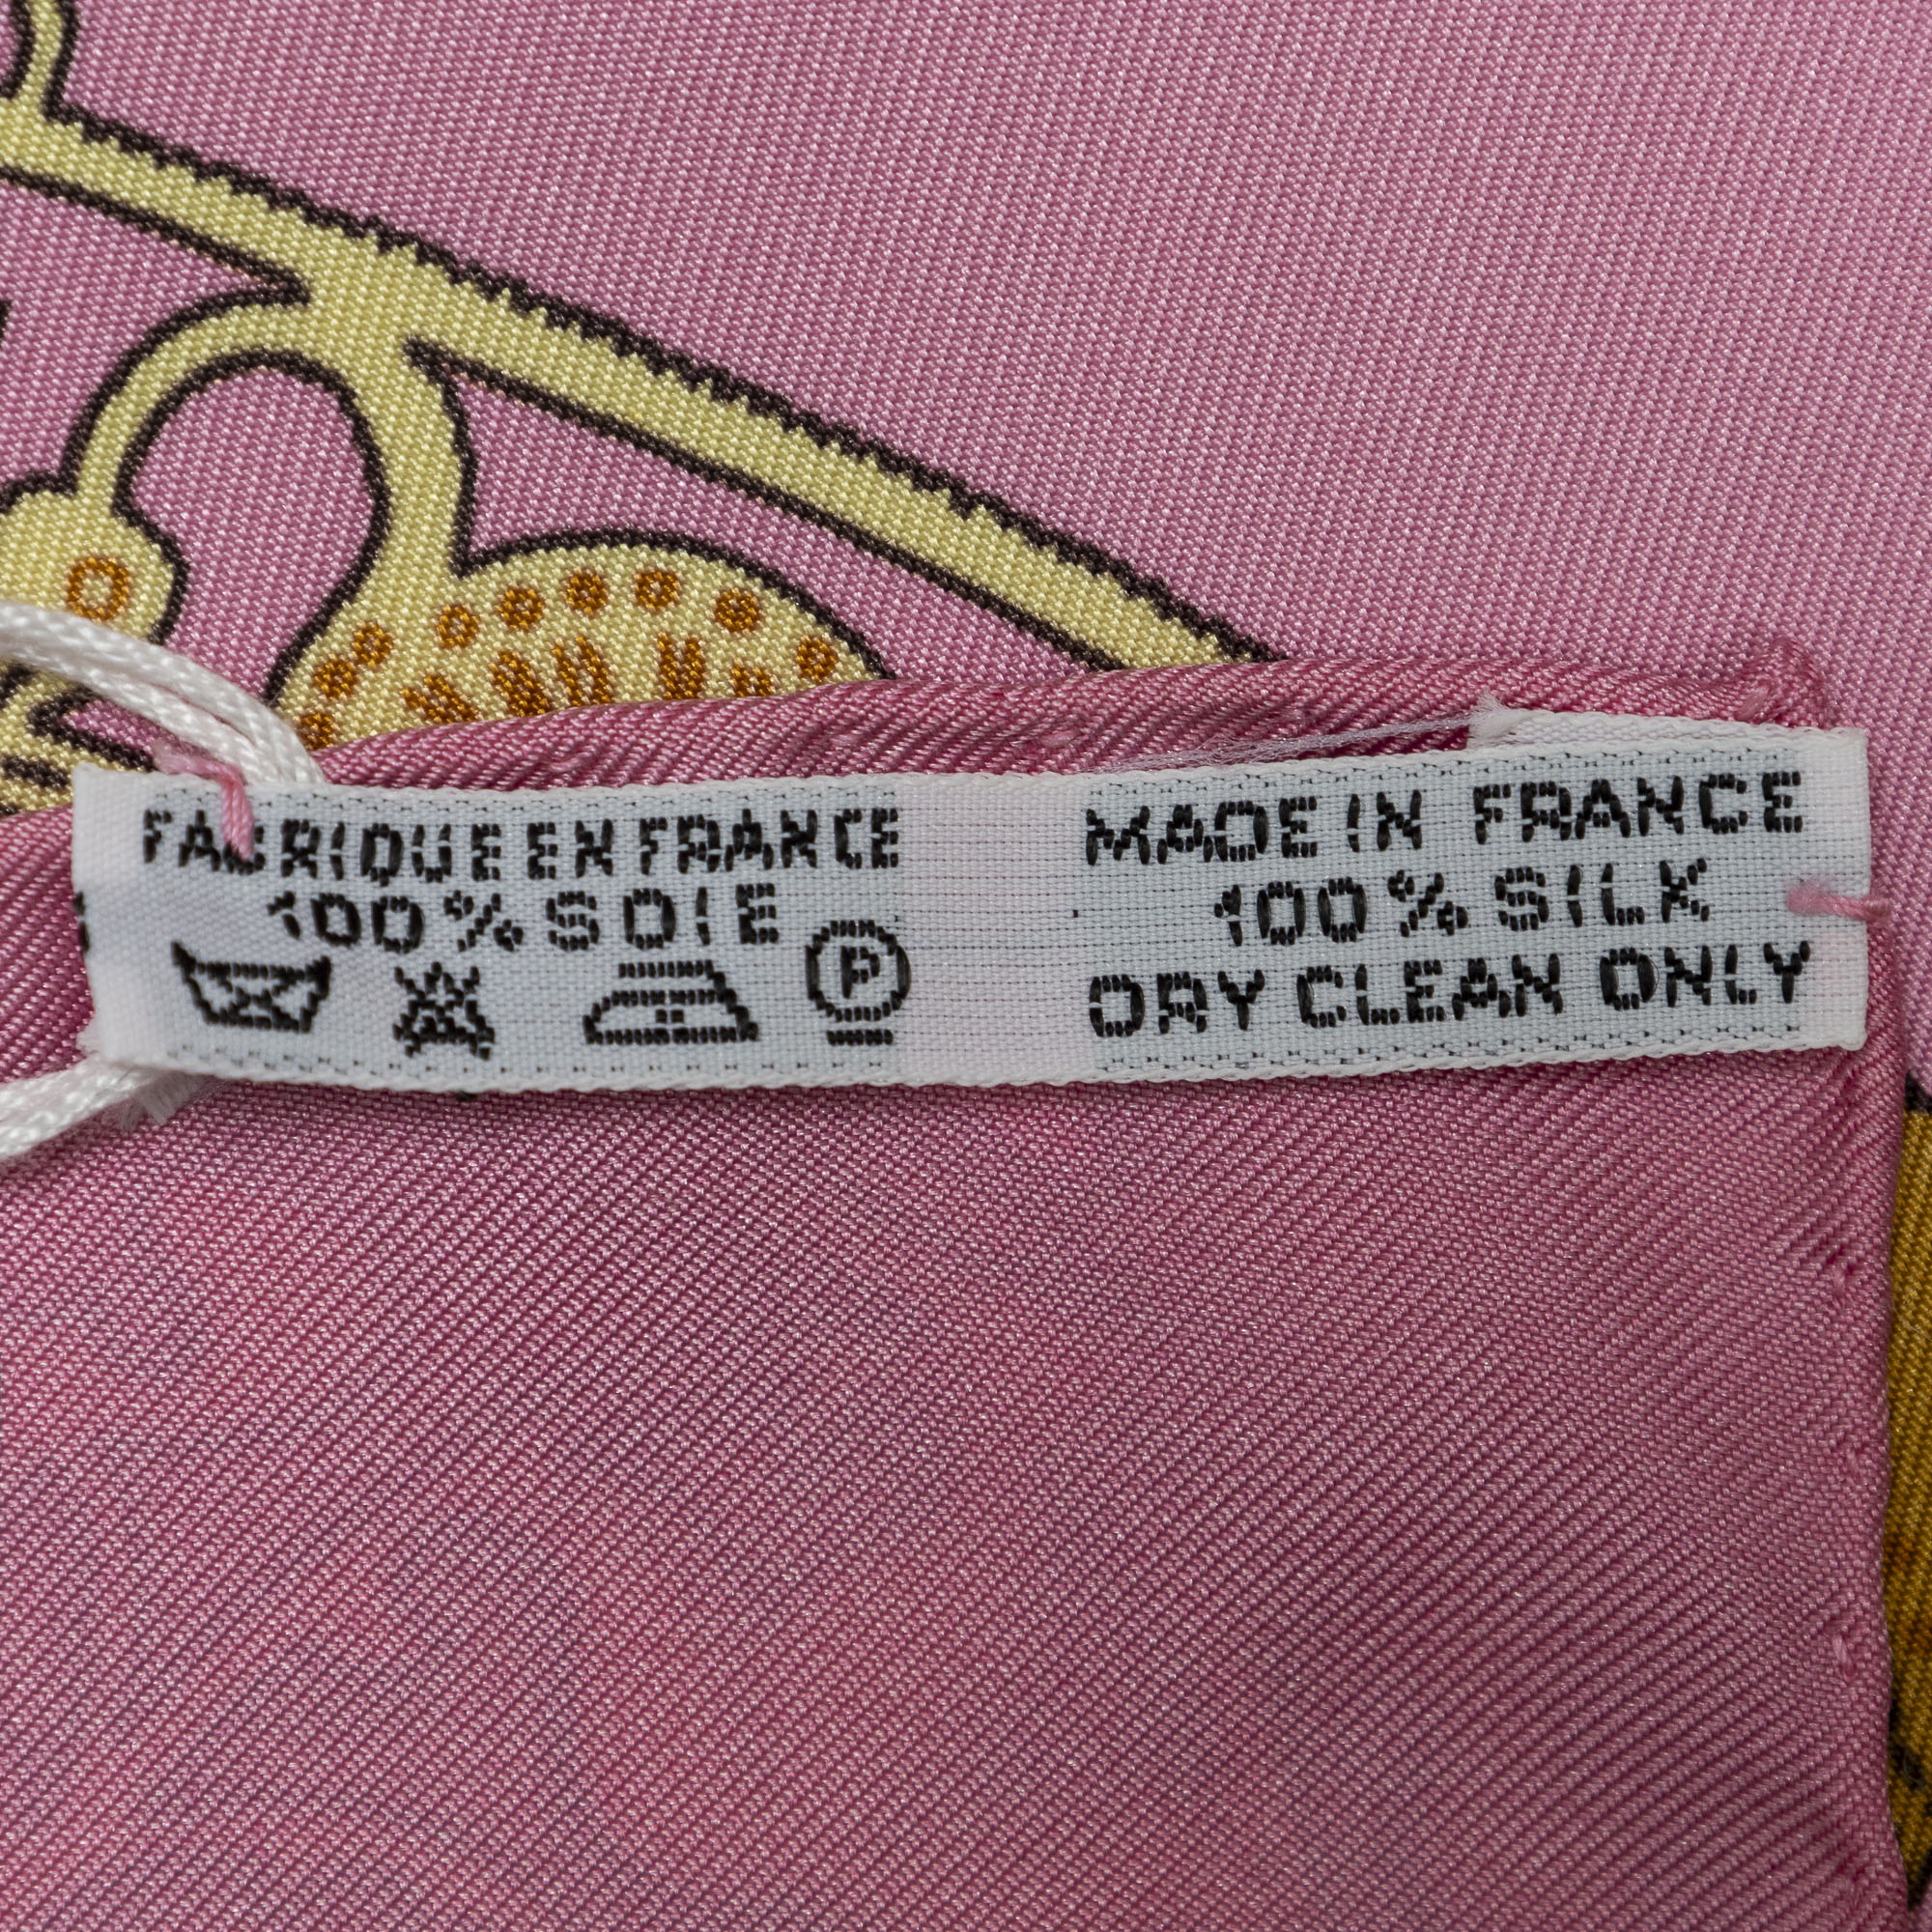 FABRIQUE EN FRANCE
100% SOIE
P
MADE IN FRANCE
100% SILK
DRY CLEAN ONLY